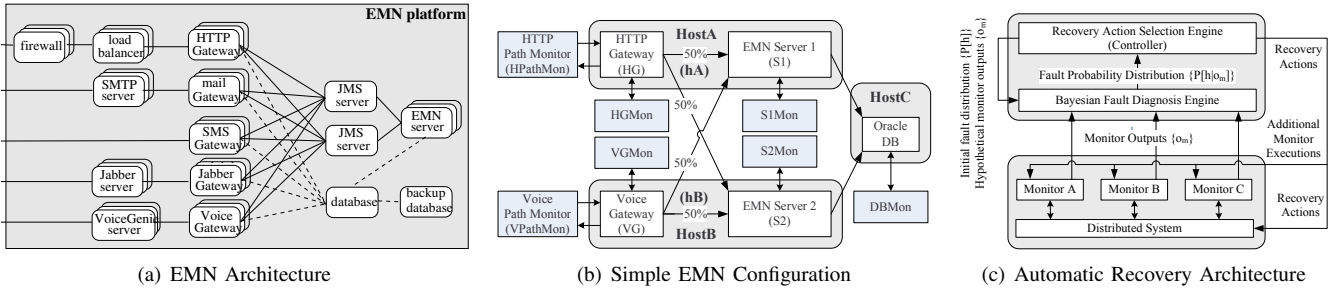 EMN platform
firewall
load
balancer
HTTP
Gateway
SMTP
server
mail
Gateway
JMS
server
EMN
server
SMS
Gateway
JMS
server
Jabber
server
Jabber
Gateway
database
backup
database
VoiceGenie
server
Voice
Gateway
(a) EMN Architecture
HTTP
Path Monitor
(HPathMon)
HTTP
Gateway
(HG)
HostA
50%
(hA)
EMN Server 1
(S1)
50%
HostC
HGMon
S1Mon
Oracle
DB
VGMon
S2Mon
50%
Voice
Path Monitor
(VPathMon)
Voice
Gateway
(VG)
(hB)
50%
HostB
EMN Server 2
(S2)
DBMon
(b) Simple EMN Configuration
Initial fault distribution {P[h]}
Hypothetical monitor outputs {om}
Recovery Action Selection Engine
(Controller)
Recovery
Actions
Fault Probability Distribution {P[h|om]}
Bayesian Fault Diagnosis Engine
Monitor Outputs {om}
Additional
Monitor
Executions
Monitor A
Monitor B
Monitor C
Recovery
Actions
Distributed System
(c) Automatic Recovery Architecture